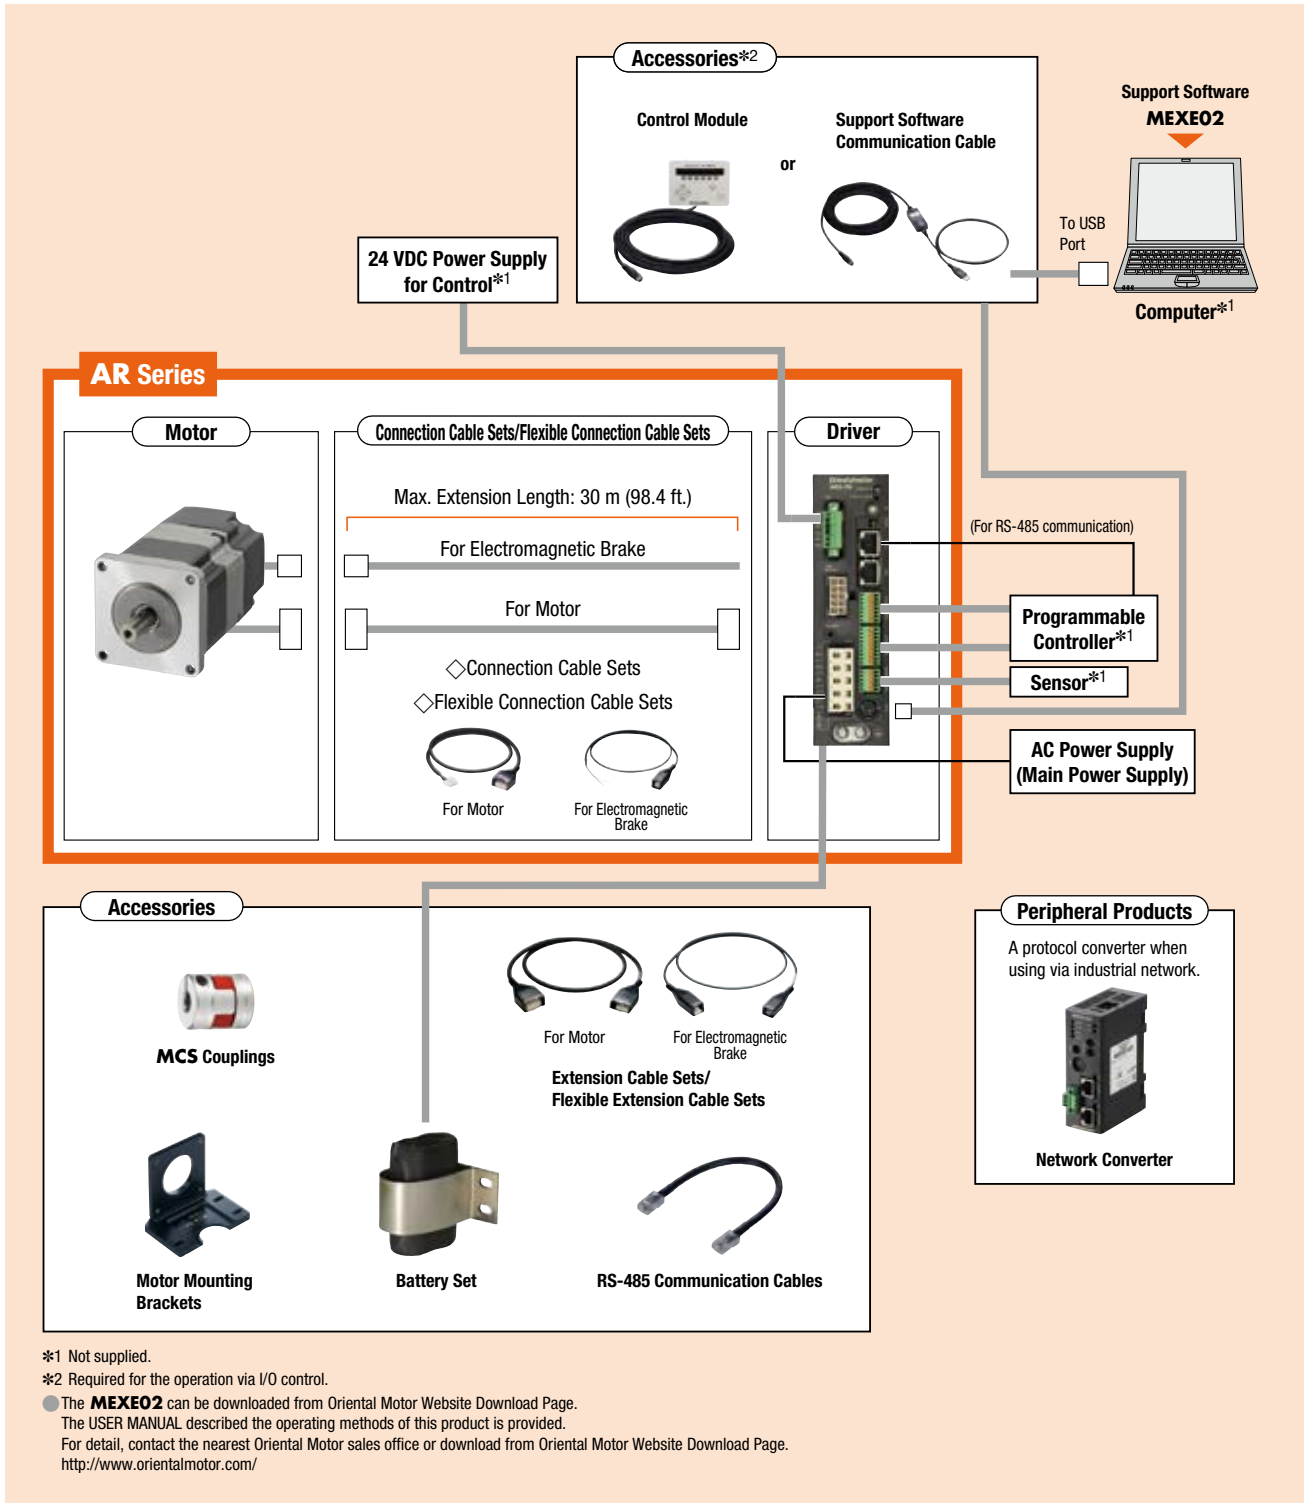 Accessories✻2
Control Module
or
Support Software
Communication Cable
Support Software
MEXE02
To USB
Port
Computer✻1
24 VDC Power Supply
for Control✻1
AR Series
Motor
Connection Cable Sets/Flexible Connection Cable Sets
Driver
Max. Extension Length: 30 m (98.4 ft.)
For Electromagnetic Brake
For Motor
◇Connection Cable Sets
◇Flexible Connection Cable Sets
For Motor
For Electromagnetic
Brake
(For RS-485 communication)
Programmable
Controller✻1
Sensor✻1
AC Power Supply
(Main Power Supply)
Accessories
MCS Couplings
For Motor
For Electromagnetic
Brake
Extension Cable Sets/
Flexible Extension Cable Sets
Motor Mounting
Brackets
Battery Set
RS-485 Communication Cables
Peripheral Products
A protocol converter when
using via industrial network.
Network Converter
✻1 Not supplied.
✻2 Required for the operation via I/O control.
●The MEXE02 can be downloaded from Oriental Motor Website Download Page.
The USER MANUAL described the operating methods of this product is provided.
For detail, contact the nearest Oriental Motor sales office or download from Oriental Motor Website Download Page.
http://www.orientalmotor.com/